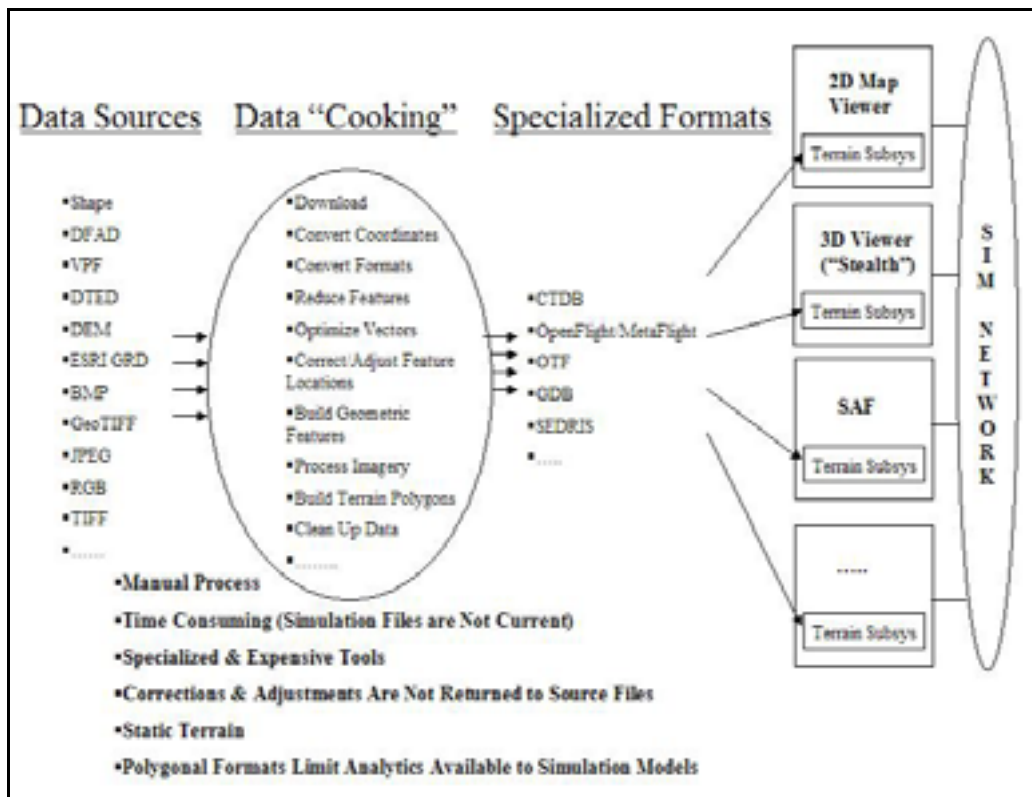 Data Sources
▪Shape
▪DFAD
▪VPF
▪DTED
▪DEM
▪ESRI GRD
▪BMP
▪GeoTIFF
▪JPEG
▪RGB
▪TIFF
▪.......
Data “Cooking”
▪Download
▪Convert Coordinates
▪Convert Formats
▪Reduce Features
▪Optimize Vectors
▪Correct/Adjust Feature
Locations
▪Build Geometric
Features
▪Process Imagery
▪Build Terrain Polygons
▪Clean Up Data
▪.........
Specialized Formats
▪CTDB
▪OpenFlight/MetaFlight
▪OTF
▪GDB
▪SEDRIS
▪.....
2D Map
Viewer
Terrain Subsys
3D Viewer
(“Stealth”)
Terrain Subsys
SAF
Terrain Subsys
.....
Terrain Subsys
SIM NETWORK
▪Manual Process
▪Time Consuming (Simulation Files are Not Current)
▪Specialized & Expensive Tools
▪Corrections & Adjustments Are Not Returned to Source Files
▪Static Terrain
▪Polygonal Formats Limit Analytics Available to Simulation Models